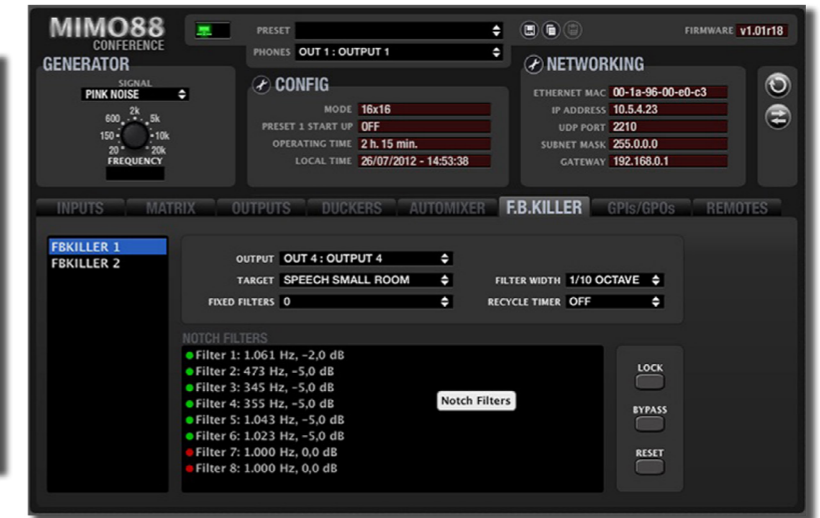 MIMO88
CONFERENCE
PRESET
PHONES OUT 1 : OUTPUT 1
FIRMWARE v1.01r18
GENERATOR
SIGNAL
PINK NOISE
600 2k 5k
150 10k
20 20k
FREQUENCY
CONFIG
MODE 16x16
PRESET 1 START UP OFF
OPERATING TIME 2 h. 15 min.
LOCAL TIME 26/07/2012 - 14:53:38
NETWORKING
ETHERNET MAC 00-1a-96-00-e0-c3
IP ADDRESS 10.5.4.23
UDP PORT 2210
SUBNET MASK 255.0.0.0
GATEWAY 192.168.0.1
INPUTS MATRIX OUTPUTS DUCKERS AUTOMIXER F.B.KILLER GPIs/GPOs REMOTES
FBKILLER 1
FBKILLER 2
OUTPUT OUT 4 : OUTPUT 4
TARGET SPEECH SMALL ROOM FILTER WIDTH 1/10 OCTAVE
FIXED FILTERS 0 RECYCLE TIMER OFF
NOTCH FILTERS
Filter 1: 1.061 Hz, -2,0 dB
Filter 2: 473 Hz, -5,0 dB
Filter 3: 345 Hz, -5,0 dB
Filter 4: 355 Hz, -5,0 dB
Filter 5: 1.043 Hz, -5,0 dB
Filter 6: 1.023 Hz, -5,0 dB
Filter 7: 1.000 Hz, 0,0 dB
Filter 8: 1.000 Hz, 0,0 dB
Notch Filters
LOCK
BYPASS
RESET